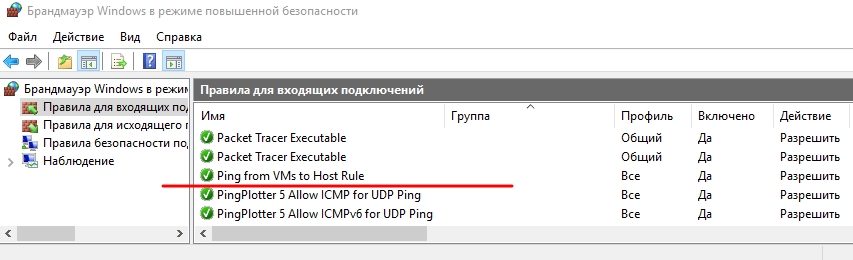 Брандмауэр Windows в режиме повышенной безопасности
Файл Действие Вид Справка
Брандмауэр Windows в режи
Правила для входящих по
Правила для исходящего г
Правила безопасности по
Наблюдение
Правила для входящих подключений
Имя Группа Профиль Включено Действие
Packet Tracer Executable Общий Да Разрешить
Packet Tracer Executable Общий Да Разрешить
Ping from VMs to Host Rule Все Да Разрешить
PingPlotter 5 Allow ICMP for UDP Ping Все Да Разрешить
PingPlotter 5 Allow ICMPv6 for UDP Ping Все Да Разрешить